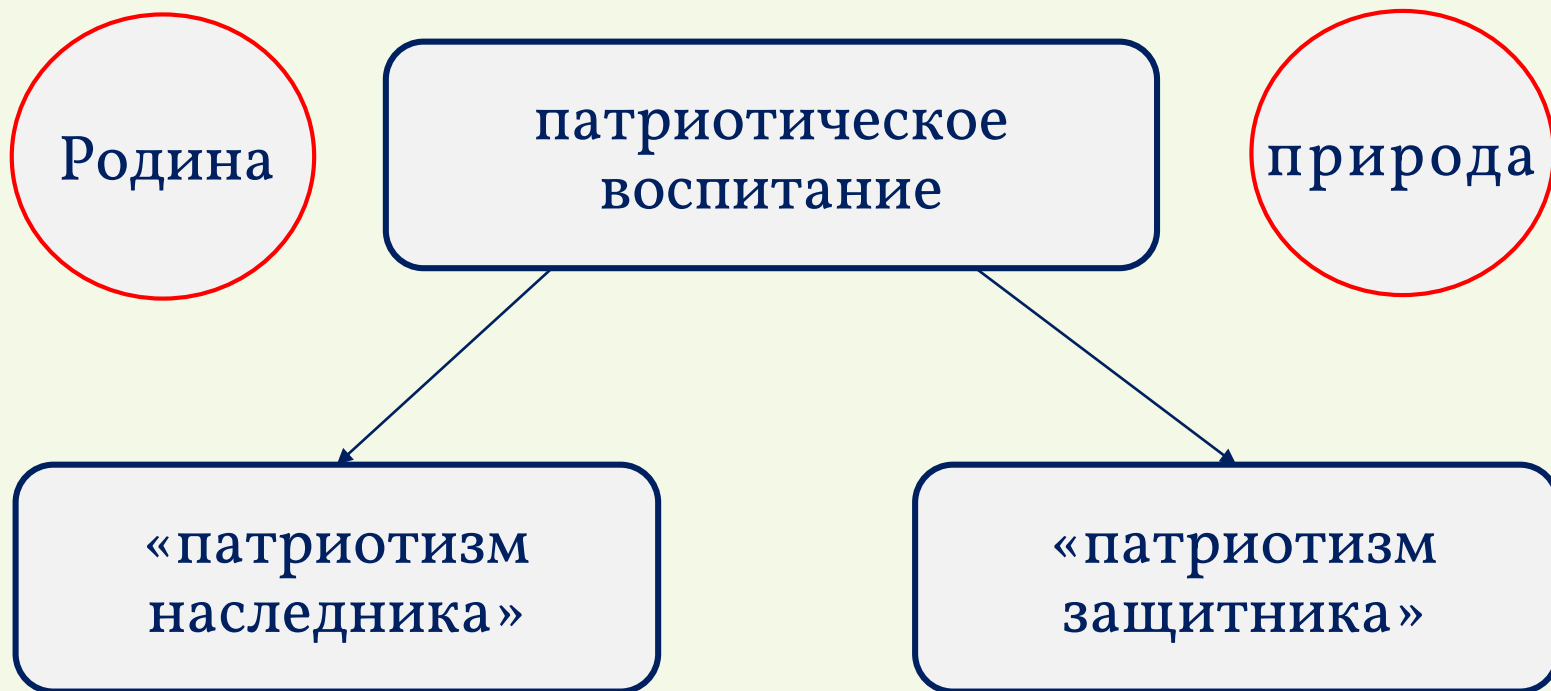 Родина
патриотическое
воспитание
природа
«патриотизм
наследника»
«патриотизм
защитника»